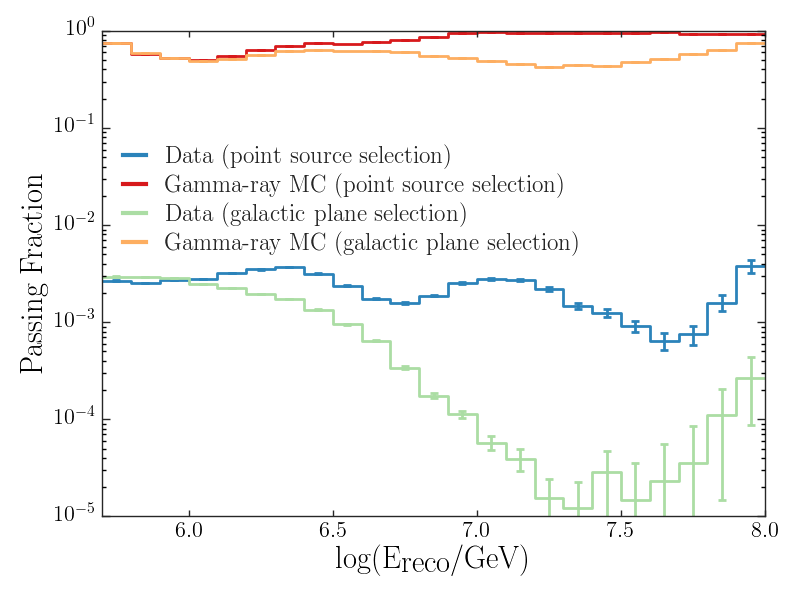 10^0
10^-1
10^-2
10^-3
10^-4
10^-5
Passing Fraction
Data (point source selection)
Gamma-ray MC (point source selection)
Data (galactic plane selection)
Gamma-ray MC (galactic plane selection)
6.0 6.5 7.0 7.5 8.0
log(E_reco/GeV)